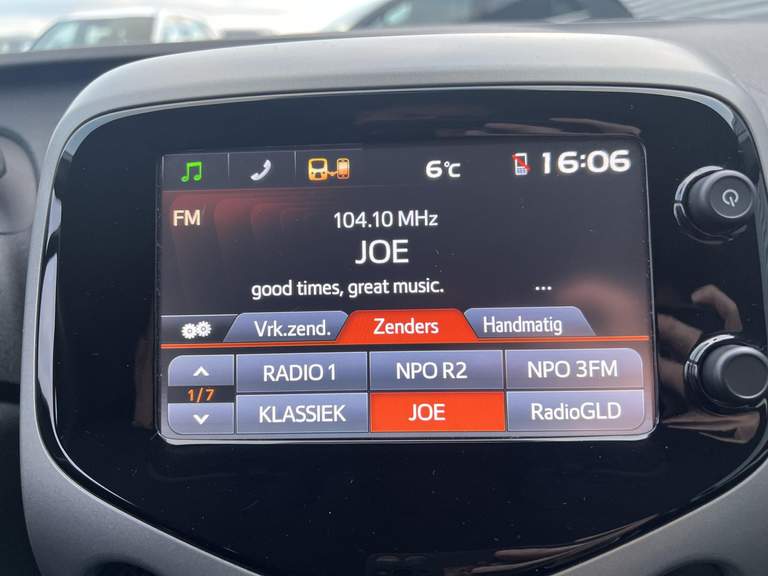 6°C 16:06
FM 104.10 MHz
JOE
good times, great music. ...
Vrk.zend. Zenders Handmatig
RADIO 1 NPO R2 NPO 3FM
1/7
KLASSIEK JOE RadioGLD